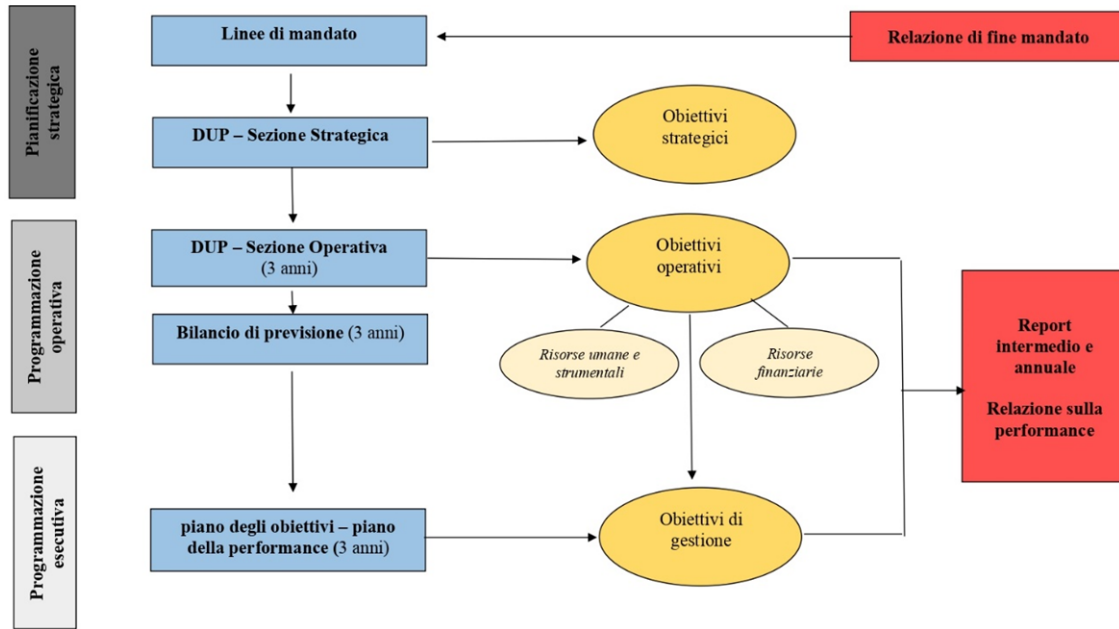 Pianificazione
strategica
Linee di mandato
Relazione di fine mandato
DUP – Sezione Strategica
Obiettivi
strategici
Programmazione
operativa
DUP – Sezione Operativa
(3 anni)
Obiettivi
operativi
Bilancio di previsione (3 anni)
Risorse umane e
strumentali
Risorse
finanziarie
Report
intermedio e
annuale
Relazione sulla
performance
Programmazione
esecutiva
piano degli obiettivi – piano
della performance (3 anni)
Obiettivi di
gestione